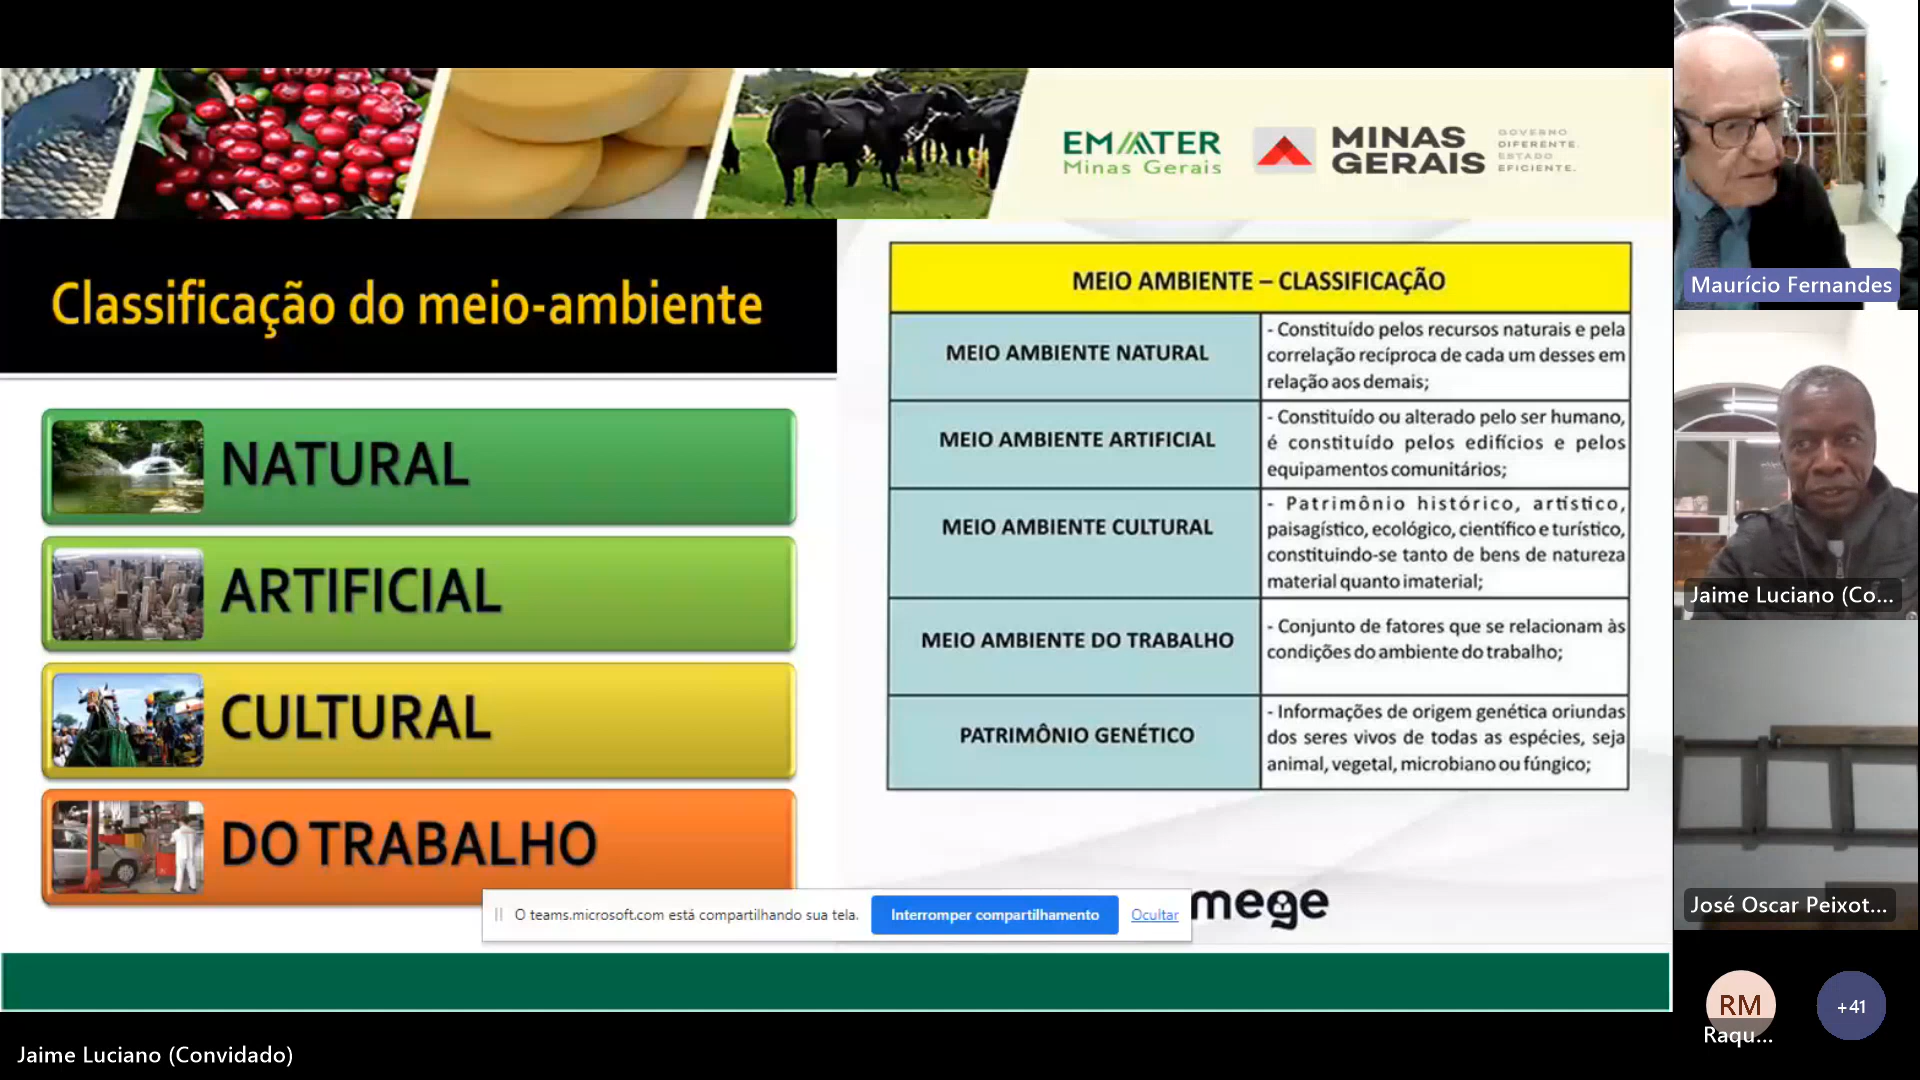 EMATER
Minas Gerais
MINAS
GERAIS
GOVERNO
DIFERENTE.
ESTADO
EFICIENTE.
Classificação do meio-ambiente
NATURAL
ARTIFICIAL
CULTURAL
DO TRABALHO
MEIO AMBIENTE – CLASSIFICAÇÃO
MEIO AMBIENTE NATURAL
- Constituído pelos recursos naturais e pela
correlação recíproca de cada um desses em
relação aos demais;
MEIO AMBIENTE ARTIFICIAL
- Constituído ou alterado pelo ser humano,
é constituído pelos edifícios e pelos
equipamentos comunitários;
MEIO AMBIENTE CULTURAL
- Patrimônio histórico, artístico,
paisagístico, ecológico, científico e turístico,
constituindo-se tanto de bens de natureza
material quanto imaterial;
MEIO AMBIENTE DO TRABALHO
- Conjunto de fatores que se relacionam às
condições do ambiente do trabalho;
PATRIMÔNIO GENÉTICO
- Informações de origem genética oriundas
dos seres vivos de todas as espécies, seja
animal, vegetal, microbiano ou fúngico;
mege
O teams.microsoft.com está compartilhando sua tela.
Interromper compartilhamento
Ocultar
Maurício Fernandes
Jaime Luciano (Co...
José Oscar Peixot...
RM
Raqu...
+41
Jaime Luciano (Convidado)